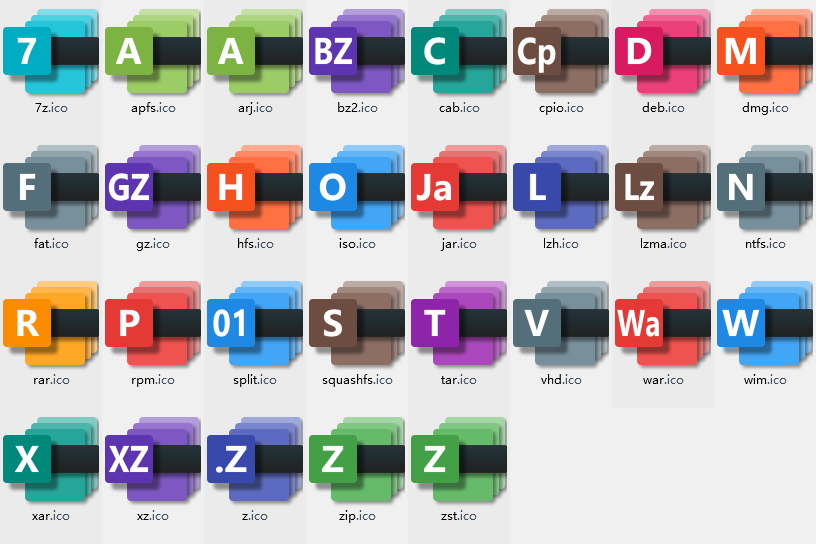 7 A A BZ C Cp D M
7z.ico apfs.ico arj.ico bz2.ico cab.ico cpio.ico deb.ico dmg.ico
F GZ H O Ja L Lz N
fat.ico gz.ico hfs.ico iso.ico jar.ico lzh.ico lzma.ico ntfs.ico
R P 01 S T V Wa W
rar.ico rpm.ico split.ico squashfs.ico tar.ico vhd.ico war.ico wim.ico
X XZ .Z Z Z
xar.ico xz.ico z.ico zip.ico zst.ico